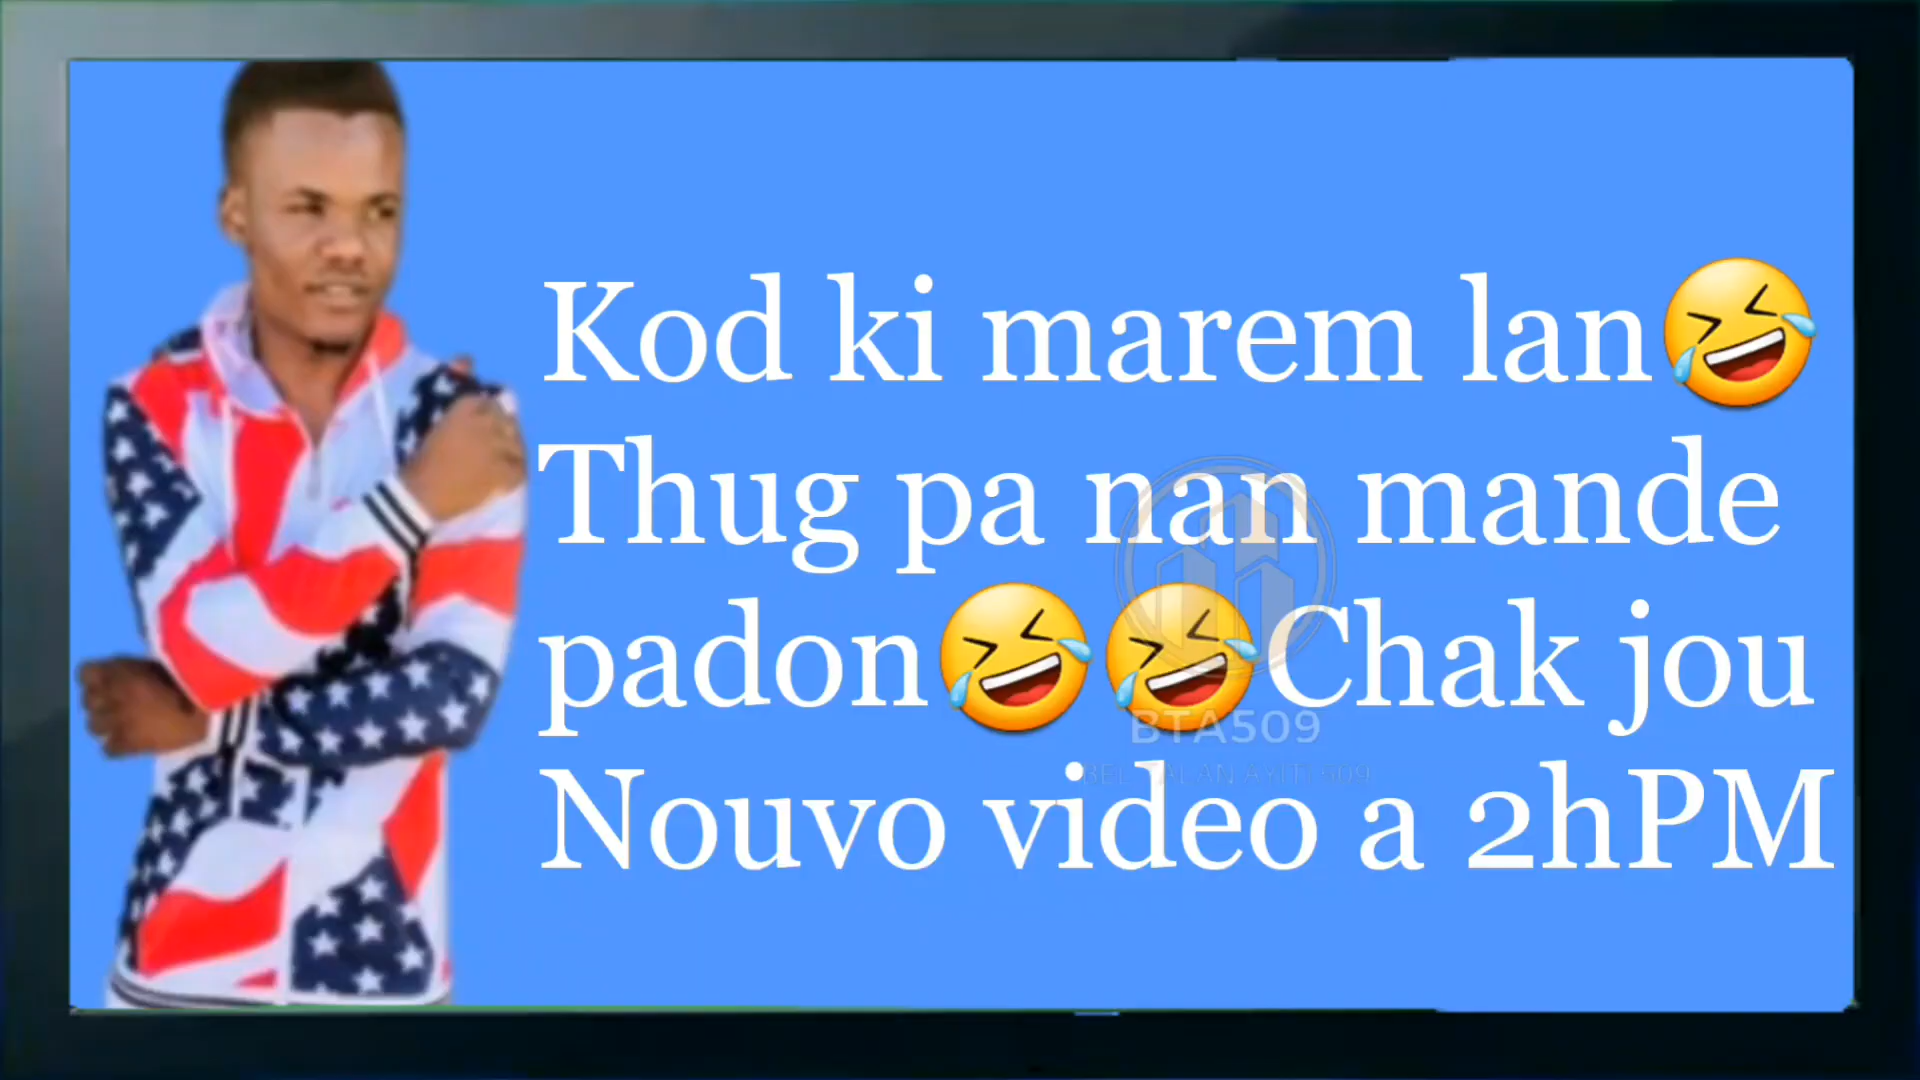 Kod ki marem lan🤣
Thug pa nan mande
padon🤣🤣Chak jou
Nouvo video a 2hPM
BTA509